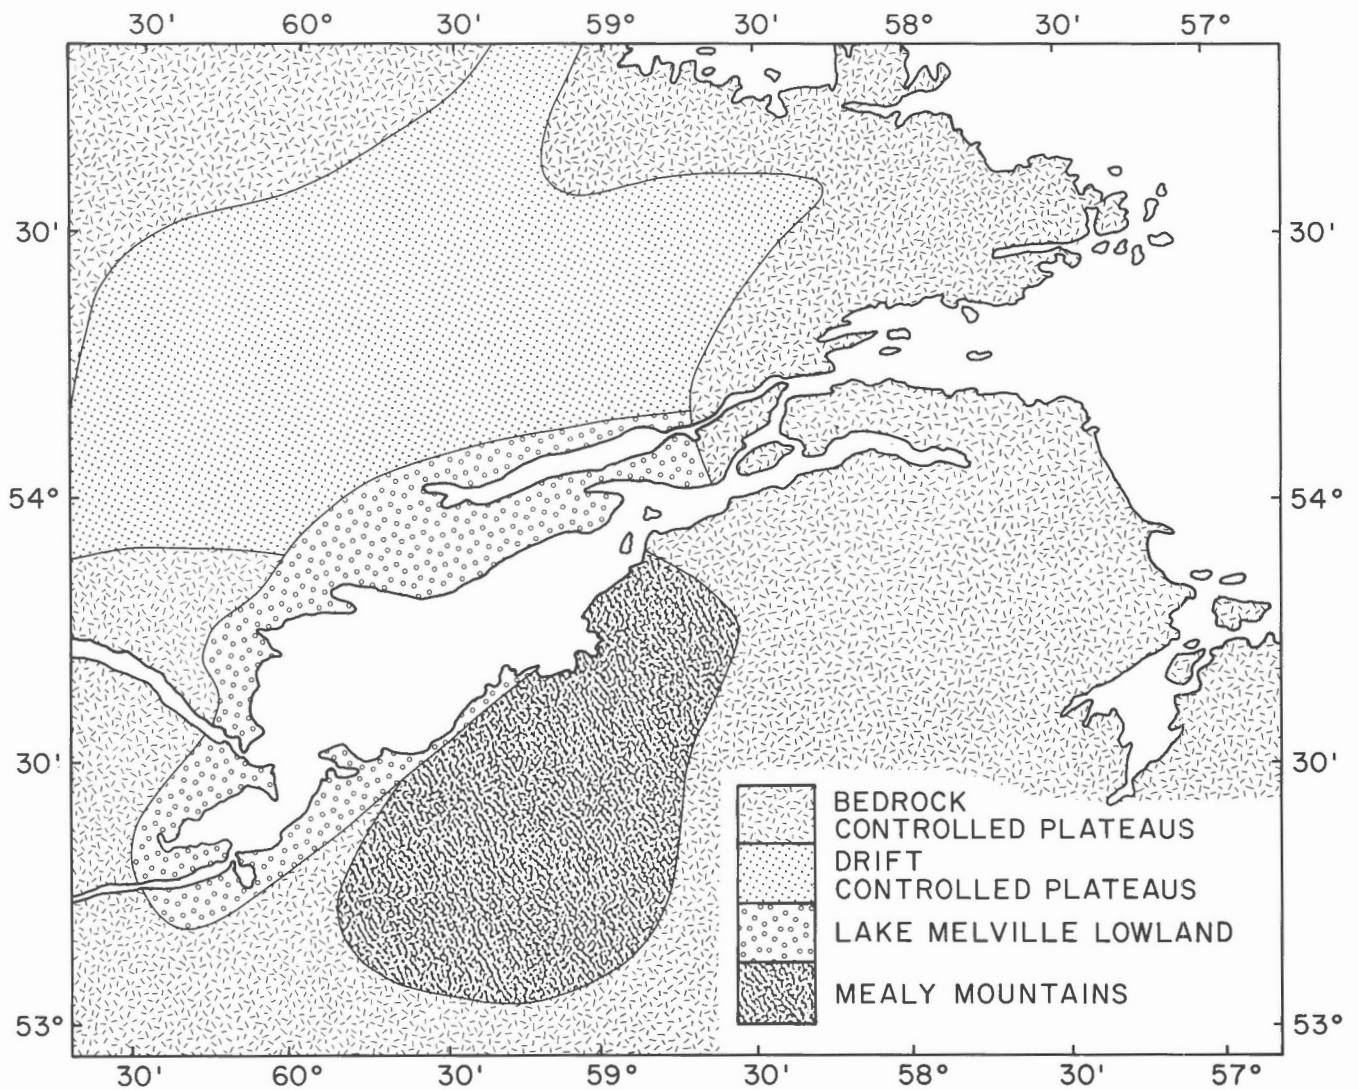 30' 60° 30' 59° 30' 58° 30' 57°
30' 30'
54° 54°
30' 30'
BEDROCK
CONTROLLED PLATEAUS
DRIFT
CONTROLLED PLATEAUS
LAKE MELVILLE LOWLAND
MEALY MOUNTAINS
53° 53°
30' 60° 30' 59° 30' 58° 30' 57°